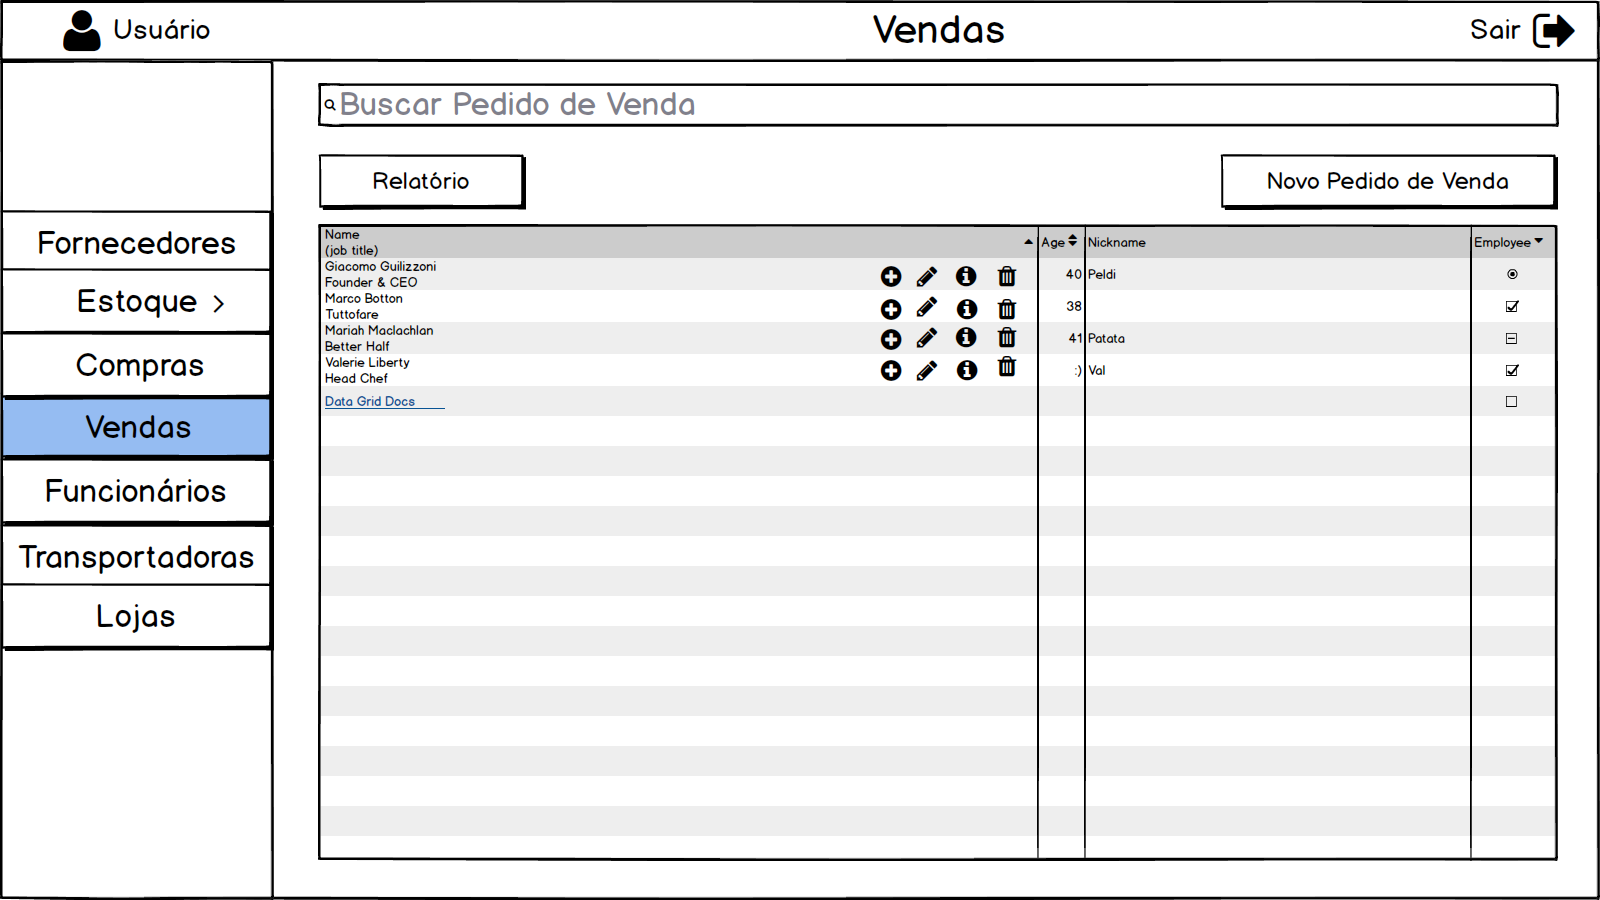 Usuário
Vendas
Sair
Buscar Pedido de Venda
Relatório
Novo Pedido de Venda
Fornecedores
Estoque >
Compras
Vendas
Funcionários
Transportadoras
Lojas
Name
(job title)
Age
Nickname
Employee
Giacomo Guilizzoni
Founder & CEO
40
Peldi
Marco Botton
Tuttofare
38
Mariah Maclachlan
Better Half
41
Patata
Valerie Liberty
Head Chef
:)
Val
Data Grid Docs